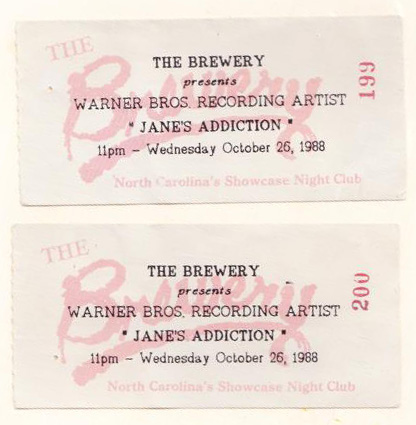 THE
Brewery
THE BREWERY
presents
WARNER BROS. RECORDING ARTIST
" JANE'S ADDICTION "
11pm - Wednesday October 26, 1988
North Carolina's Showcase Night Club
199
THE
Brewery
THE BREWERY
presents
WARNER BROS. RECORDING ARTIST
" JANE'S ADDICTION "
11pm - Wednesday October 26, 1988
North Carolina's Showcase Night Club
200